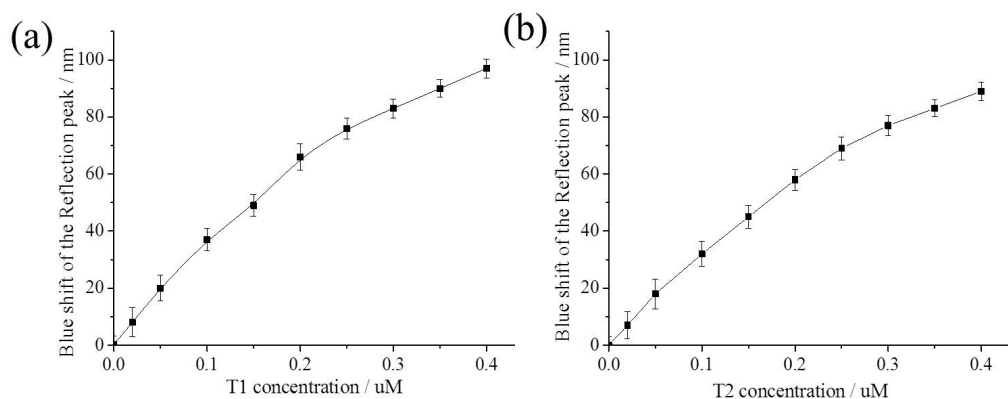 (a)
Blue shift of the Reflection peak / nm
100
80
60
40
20
0
0.0 0.1 0.2 0.3 0.4
T1 concentration / uM
(b)
Blue shift of the Reflection peak / nm
100
80
60
40
20
0
0.0 0.1 0.2 0.3 0.4
T2 concentration / uM